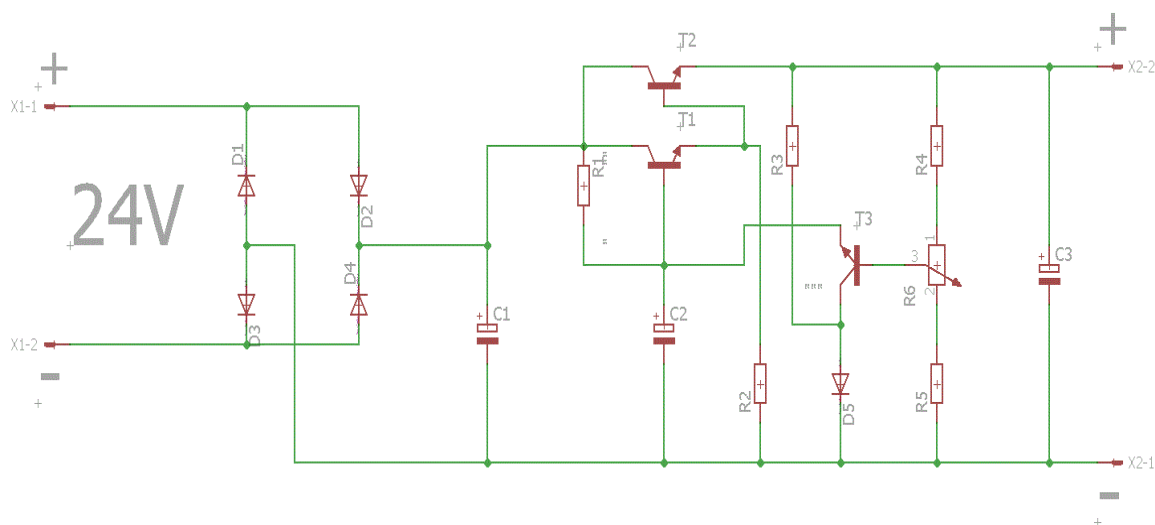 +
+
T2
X2-2
X1-1
T1
D1
R1
R3
R4
24V
D2
T3
1
D4
3
C3
R6
2
C1
C2
D3
X1-2
-
R2
D5
R5
X2-1
-